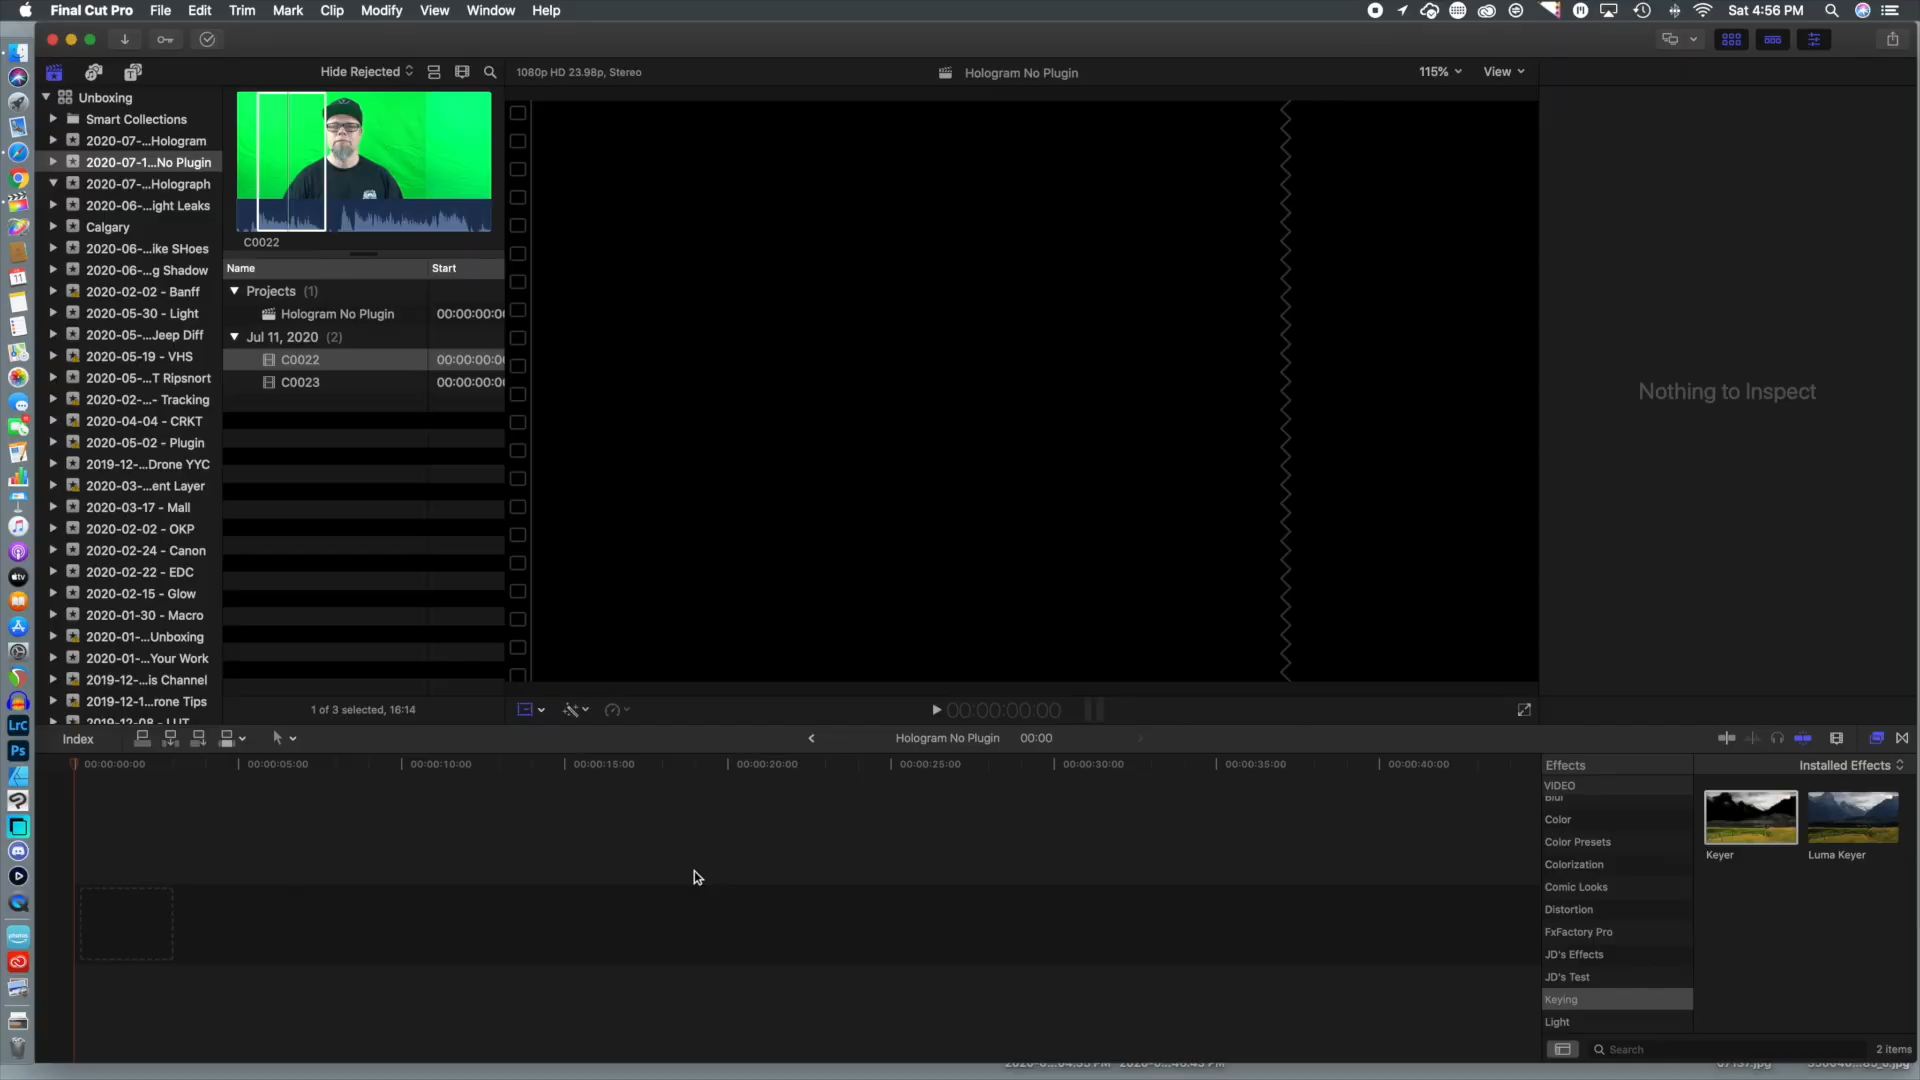 Final Cut Pro File Edit Trim Mark Clip Modify View Window Help
Sat 4:56 PM
Hide Rejected
1080p HD 23.98p, Stereo
Hologram No Plugin
115%
View
Unboxing
Smart Collections
2020-07-...Hologram
2020-07-1...No Plugin
2020-07-...Holograph
2020-06-...ight Leaks
Calgary
2020-06-...ike SHoes
2020-06-...g Shadow
2020-02-02 - Banff
2020-05-30 - Light
2020-05-...Jeep Diff
2020-05-19 - VHS
2020-05-...T Ripsnort
2020-02-...- Tracking
2020-04-04 - CRKT
2020-05-02 - Plugin
2019-12-...Drone YYC
2020-03-...ent Layer
2020-03-17 - Mall
2020-02-02 - OKP
2020-02-24 - Canon
2020-02-22 - EDC
2020-02-15 - Glow
2020-01-30 - Macro
2020-01-...Unboxing
2020-01-...Your Work
2019-12-...is Channel
2019-12-1...rone Tips
2019-12-08 - LUT
C0022
Name Start
Projects (1)
Hologram No Plugin 00:00:00:00
Jul 11, 2020 (2)
C0022 00:00:00:00
C0023 00:00:00:00
1 of 3 selected, 16:14
Nothing to Inspect
00:00:00:00
Index
Hologram No Plugin 00:00
00:00:00:00 00:00:05:00 00:00:10:00 00:00:15:00 00:00:20:00 00:00:25:00 00:00:30:00 00:00:35:00 00:00:40:00
Effects
Installed Effects
VIDEO
Blur
Color
Color Presets
Colorization
Comic Looks
Distortion
FxFactory Pro
JD's Effects
JD's Test
Keying
Light
Keyer
Luma Keyer
Search
2 items
LrC
Ps
tv
photos
11